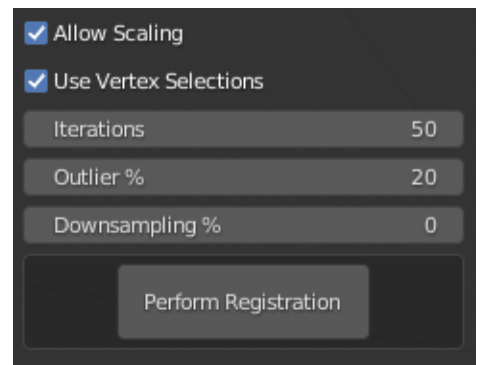 Allow Scaling
Use Vertex Selections
Iterations 50
Outlier % 20
Downsampling % 0
Perform Registration